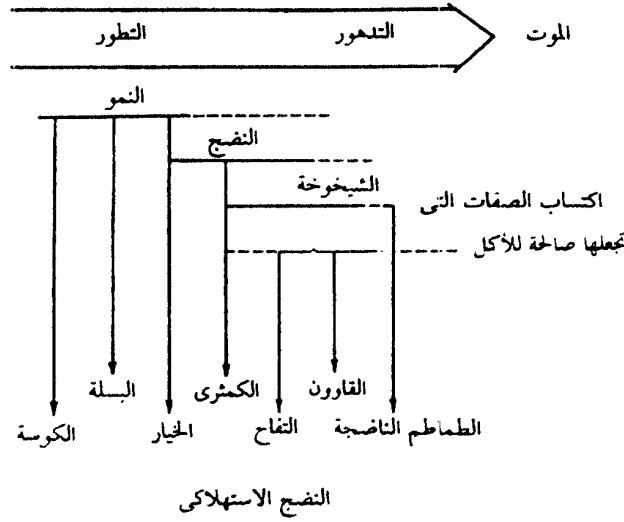 التطور
التدهور
الموت
النمو
النضج
الشيخوخة
اكتساب الصفات التى
تجعلها صالحة للأكل
البسلة
الكمثرى
القاوون
الكوسة
الخيار
التفاح
الطماطم الناضجة
النضج الاستهلاكى